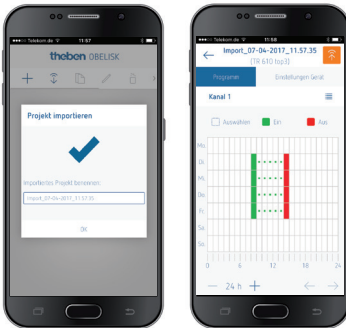 Telekom.de 11:57
theben OBELISK
Projekt importieren
Importiertes Projekt benennen:
Import_07-04-2017_11.57.35
OK
Telekom.de 11:58
Import_07-04-2017_11.57.35
[TR 610 top3]
Programm Einstellungen Gerät
Kanal 1
Auswählen Ein Aus
Mo
Di
Mi
Do
Fr
Sa
So
0 6 12 18 24
24 h